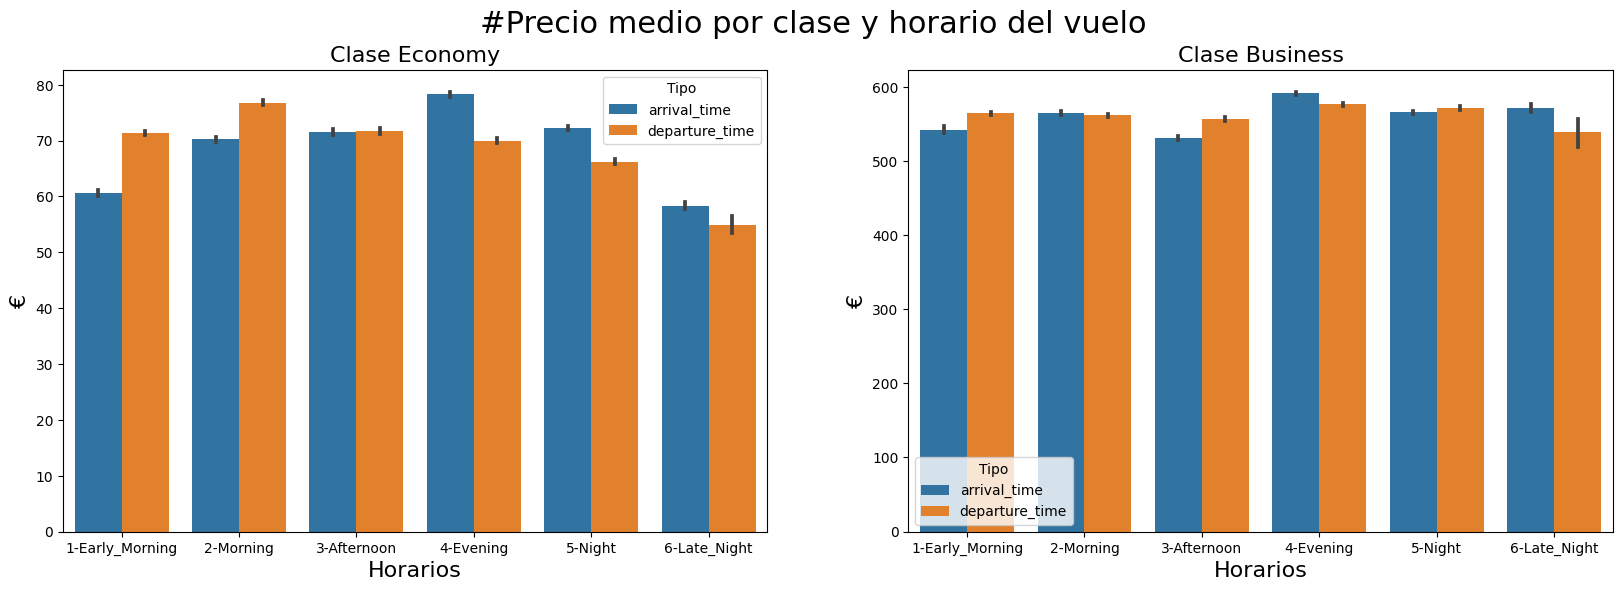 #Precio medio por clase y horario del vuelo
Clase Economy
80
70
60
50
40
30
20
10
0
€
Tipo
arrival_time
departure_time
1-Early_Morning 2-Morning 3-Afternoon 4-Evening 5-Night 6-Late_Night
Horarios
Clase Business
600
500
400
300
200
100
0
€
Tipo
arrival_time
departure_time
1-Early_Morning 2-Morning 3-Afternoon 4-Evening 5-Night 6-Late_Night
Horarios